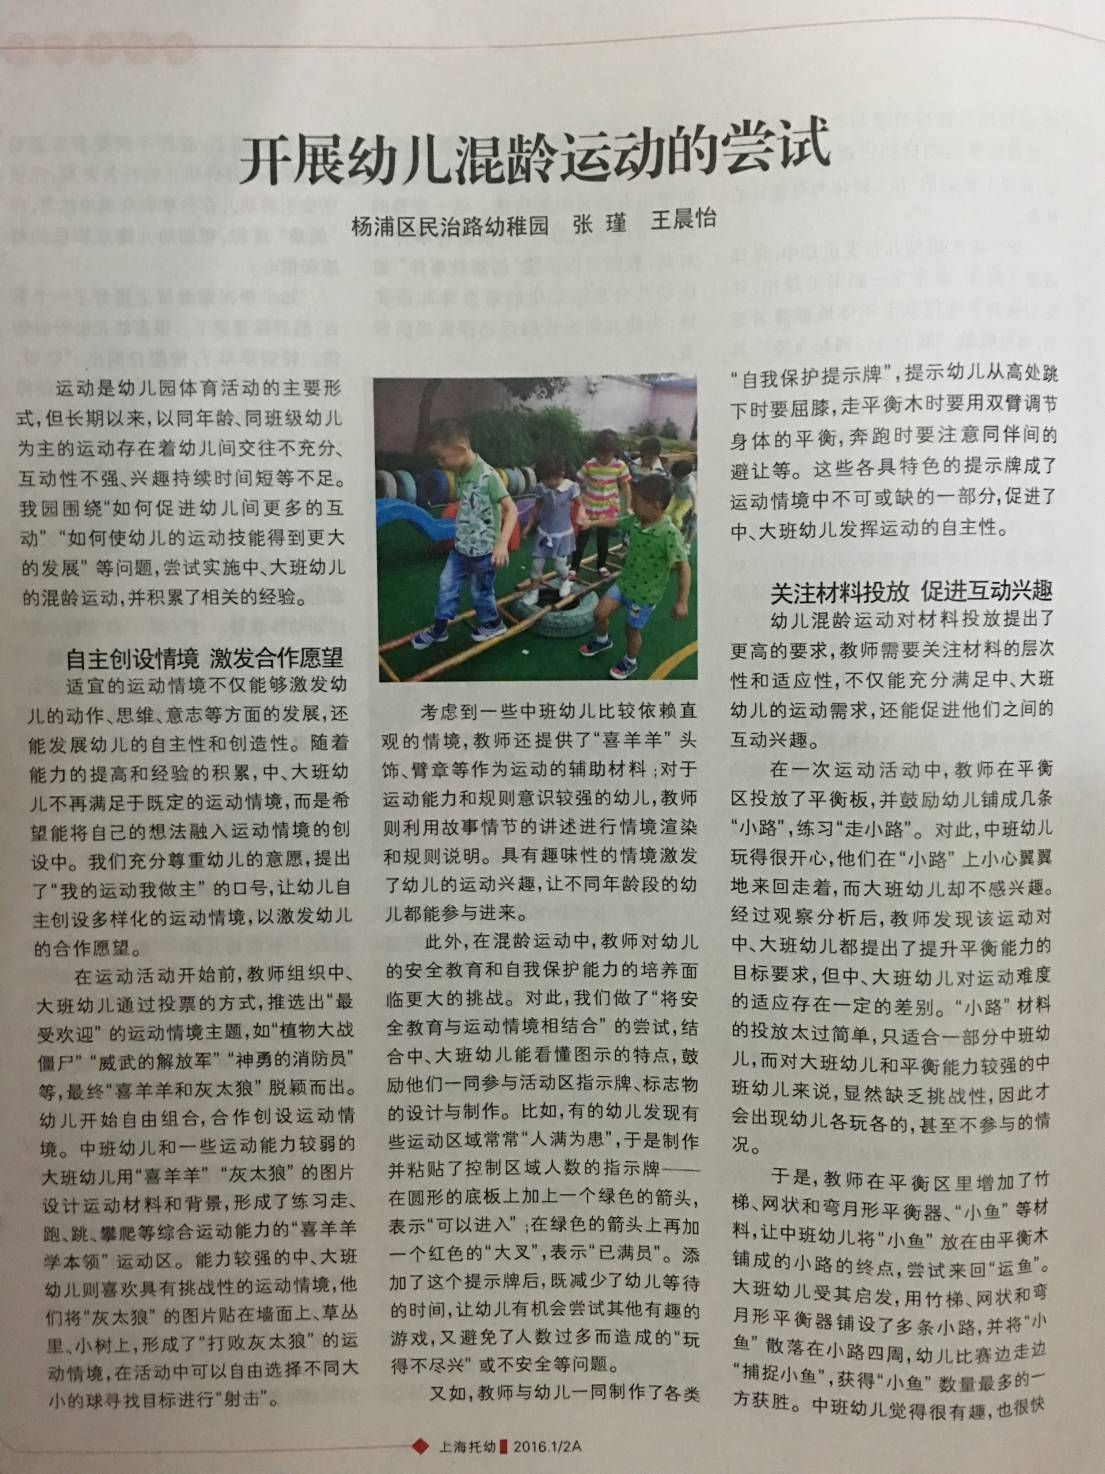 开展幼儿混龄运动的尝试
杨浦区民治路幼稚园 张 瑾 王晨怡
运动是幼儿园体育活动的主要形
式，但长期以来，以同年龄、同班级幼儿
为主的运动存在着幼儿间交往不充分、
互动性不强、兴趣持续时间短等不足。
我园围绕“如何促进幼儿间更多的互
动”“如何使幼儿的运动技能得到更大
的发展”等问题，尝试实施中、大班幼儿
的混龄运动，并积累了相关的经验。
自主创设情境 激发合作愿望
适宜的运动情境不仅能够激发幼
儿的动作、思维、意志等方面的发展，还
能发展幼儿的自主性和创造性。随着
能力的提高和经验的积累，中、大班幼
儿不再满足于既定的运动情境，而是希
望能将自己的想法融入运动情境的创
设中。我们充分尊重幼儿的意愿，提出
了“我的运动我做主”的口号，让幼儿自
主创设多样化的运动情境，以激发幼儿
的合作愿望。
在运动活动开始前，教师组织中、
大班幼儿通过投票的方式，推选出“最
受欢迎”的运动情境主题，如“植物大战
僵尸”“威武的解放军”“神勇的消防员”
等，最终“喜羊羊和灰太狼”脱颖而出。
幼儿开始自由组合，合作创设运动情
境。中班幼儿和一些运动能力较弱的
大班幼儿用“喜羊羊”“灰太狼”的图片
设计运动材料和背景，形成了练习走、
跑、跳、攀爬等综合运动能力的“喜羊羊
学本领”运动区。能力较强的中、大班
幼儿则喜欢具有挑战性的运动情境，他
们将“灰太狼”的图片贴在墙面上、草丛
里、小树上，形成了“打败灰太狼”的运
动情境，在活动中可以自由选择不同大
小的球寻找目标进行“射击”。
考虑到一些中班幼儿比较依赖直
观的情境，教师还提供了“喜羊羊”头
饰、臂章等作为运动的辅助材料；对于
运动能力和规则意识较强的幼儿，教师
则利用故事情节的讲述进行情境渲染
和规则说明。具有趣味性的情境激发
了幼儿的运动兴趣，让不同年龄段的幼
儿都能参与进来。
此外，在混龄运动中，教师对幼儿
的安全教育和自我保护能力的培养面
临更大的挑战。对此，我们做了“将安
全教育与运动情境相结合”的尝试，结
合中、大班幼儿能看懂图示的特点，鼓
励他们一同参与活动区指示牌、标志物
的设计与制作。比如，有的幼儿发现有
些运动区域常常“人满为患”，于是制作
并粘贴了控制区域人数的指示牌——
在圆形的底板上加上一个绿色的箭头，
表示“可以进入”；在绿色的箭头上再加
一个红色的“大叉”，表示“已满员”。添
加了这个提示牌后，既减少了幼儿等待
的时间，让幼儿有机会尝试其他有趣的
游戏，又避免了人数过多而造成的“玩
得不尽兴”或不安全等问题。
又如，教师与幼儿一同制作了各类
“自我保护提示牌”，提示幼儿从高处跳
下时要屈膝，走平衡木时要用双臂调节
身体的平衡，奔跑时要注意同伴间的
避让等。这些各具特色的提示牌成了
运动情境中不可或缺的一部分，促进了
中、大班幼儿发挥运动的自主性。
关注材料投放 促进互动兴趣
幼儿混龄运动对材料投放提出了
更高的要求，教师需要关注材料的层次
性和适应性，不仅能充分满足中、大班
幼儿的运动需求，还能促进他们之间的
互动兴趣。
在一次运动活动中，教师在平衡
区投放了平衡板，并鼓励幼儿铺成几条
“小路”，练习“走小路”。对此，中班幼儿
玩得很开心，他们在“小路”上小心翼翼
地来回走着，而大班幼儿却不感兴趣。
经过观察分析后，教师发现该运动对
中、大班幼儿都提出了提升平衡能力的
目标要求，但中、大班幼儿对运动难度
的适应存在一定的差别。“小路”材料
的投放太过简单，只适合一部分中班幼
儿，而对大班幼儿和平衡能力较强的中
班幼儿来说，显然缺乏挑战性，因此才
会出现幼儿各玩各的，甚至不参与的情
况。
于是，教师在平衡区里增加了竹
梯、网状和弯月形平衡器、“小鱼”等材
料，让中班幼儿将“小鱼”放在由平衡木
铺成的小路的终点，尝试来回“运鱼”。
大班幼儿受其启发，用竹梯、网状和弯
月形平衡器铺设了多条小路，并将“小
鱼”散落在小路四周，幼儿比赛边走边
“捕捉小鱼”，获得“小鱼”数量最多的一
方获胜。中班幼儿觉得很有趣，也很快
上海托幼 2016.1/2A